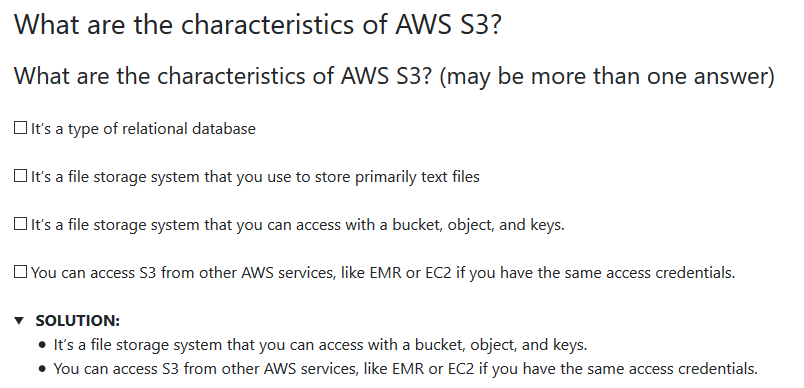 What are the characteristics of AWS S3?
What are the characteristics of AWS S3? (may be more than one answer)
It's a type of relational database
It's a file storage system that you use to store primarily text files
It's a file storage system that you can access with a bucket, object, and keys.
You can access S3 from other AWS services, like EMR or EC2 if you have the same access credentials.
SOLUTION:
It's a file storage system that you can access with a bucket, object, and keys.
You can access S3 from other AWS services, like EMR or EC2 if you have the same access credentials.